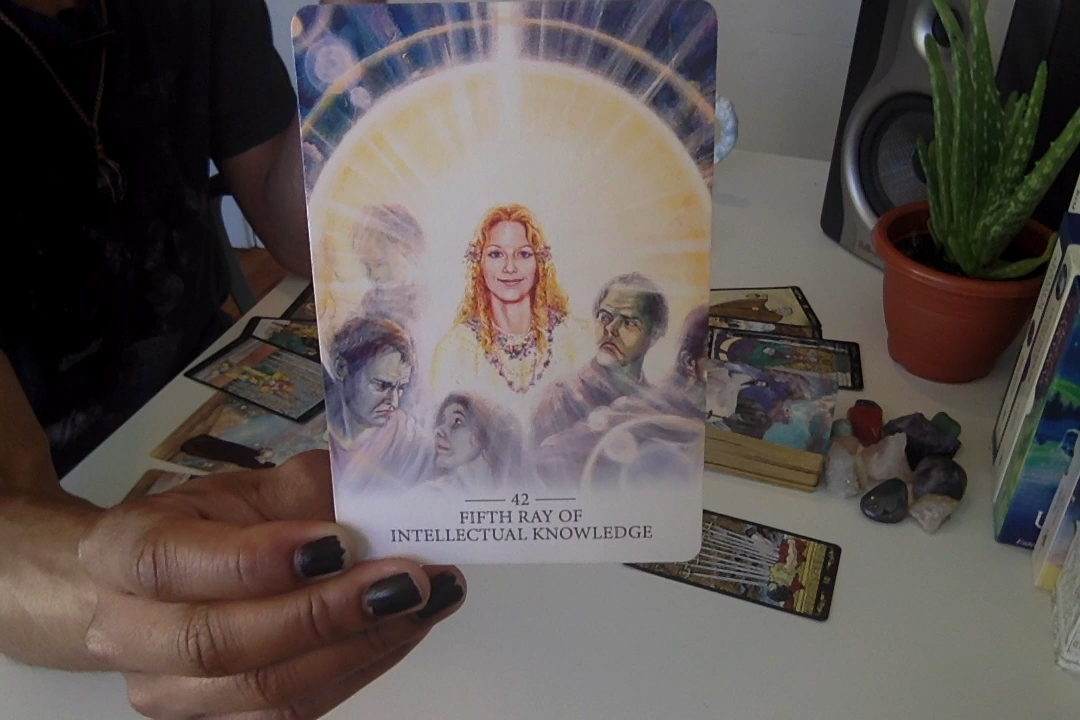 — 42 —
FIFTH RAY OF
INTELLECTUAL KNOWLEDGE